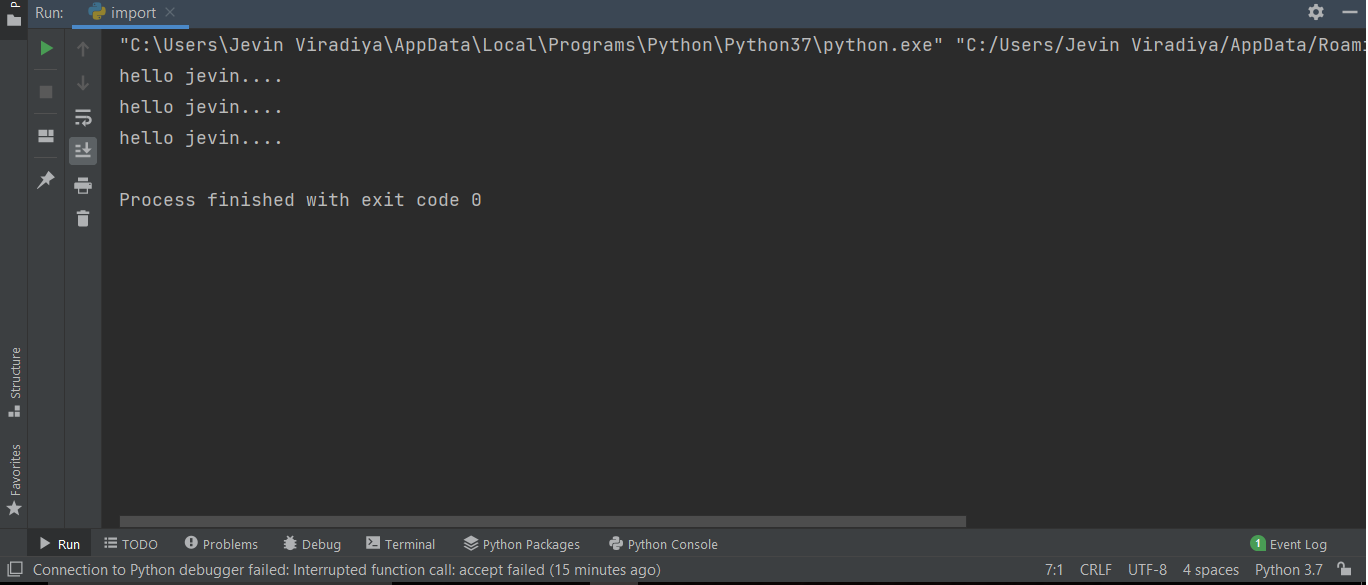 P
Run: import
"C:\Users\Jevin Viradiya\AppData\Local\Programs\Python\Python37\python.exe" "C:/Users/Jevin Viradiya/AppData/Roami
hello jevin....
hello jevin....
hello jevin....
Process finished with exit code 0
Structure
Favorites
Run TODO Problems Debug Terminal Python Packages Python Console 1 Event Log
Connection to Python debugger failed: Interrupted function call: accept failed (15 minutes ago) 7:1 CRLF UTF-8 4 spaces Python 3.7